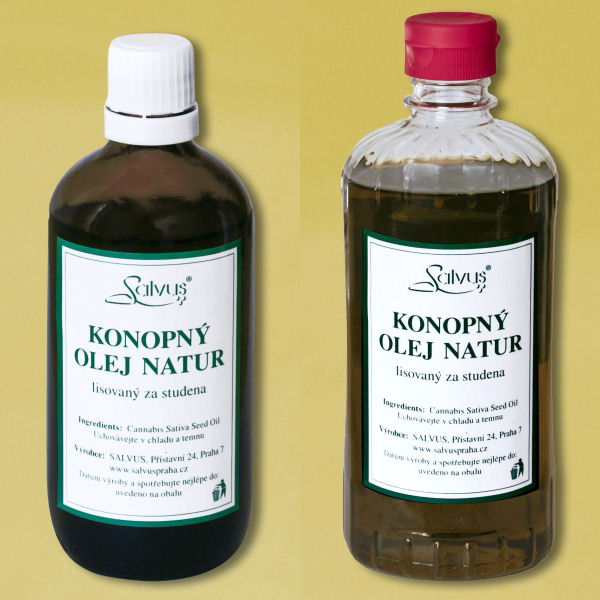 Salvus®
KONOPNÝ
OLEJ NATUR
lisovaný za studena
Ingredients: Cannabis Sativa Seed Oil
Uchovávejte v chladu a temnu
Výrobce: SALVUS, Přístavní 24, Praha 7
www.salvuspraha.cz
Datum výroby a spotřebujte nejlépe do:
uvedeno na obalu
Salvus®
KONOPNÝ
OLEJ NATUR
lisovaný za studena
Ingredients: Cannabis Sativa Seed Oil
Uchovávejte v chladu a temnu
Výrobce: SALVUS, Přístavní 24, Praha 7
www.salvuspraha.cz
Datum výroby a spotřebujte nejlépe do:
uvedeno na obalu